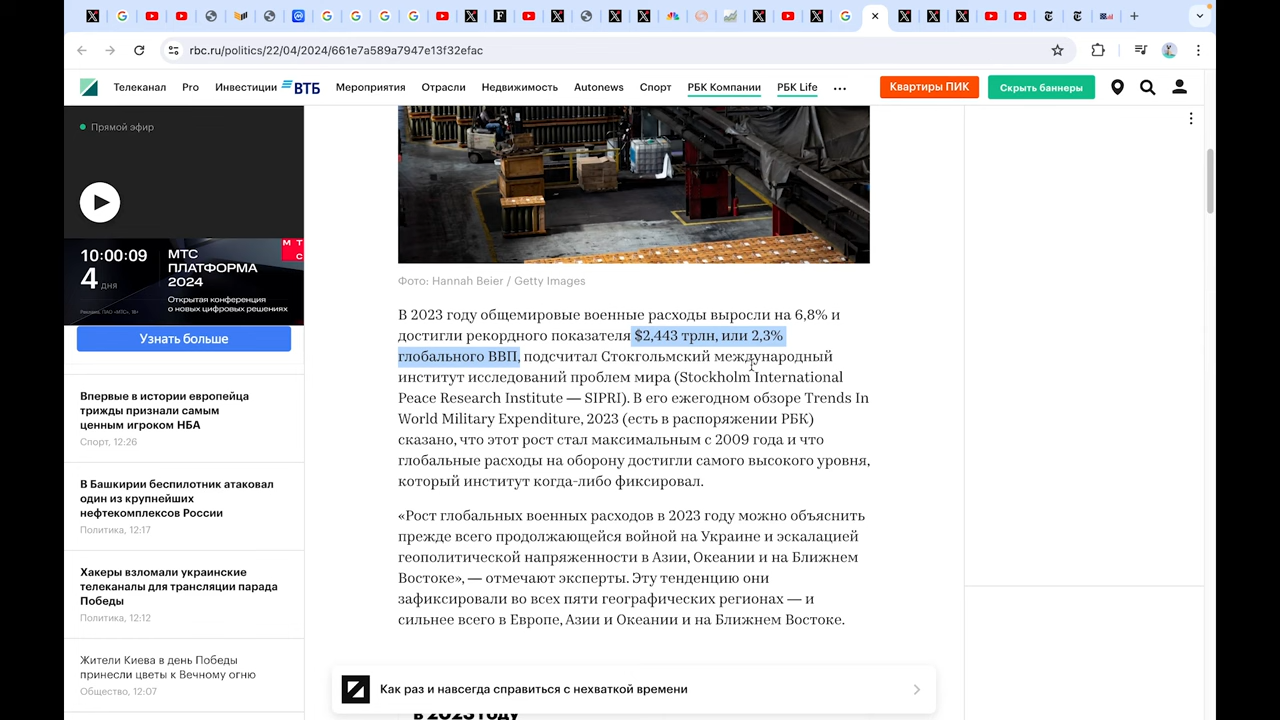 rbc.ru/politics/22/04/2024/661e7a589a7947e13f32efac
Телеканал Pro Инвестиции ВТБ Мероприятия Отрасли Недвижимость Autonews Спорт РБК Компании РБК Life ... Квартиры ПИК Скрыть баннеры
Прямой эфир
10:00:09
4 дня
МТС
ПЛАТФОРМА
2024
Открытая конференция
о новых цифровых решениях
М Т
С
Узнать больше
Впервые в истории европейца
трижды признали самым
ценным игроком НБА
Спорт, 12:26
В Башкирии беспилотник атаковал
один из крупнейших
нефтекомплексов России
Политика, 12:17
Хакеры взломали украинские
телеканалы для трансляции парада
Победы
Политика, 12:12
Жители Киева в день Победы
принесли цветы к Вечному огню
Общество, 12:07
Фото: Hannah Beier / Getty Images
В 2023 году общемировые военные расходы выросли на 6,8% и
достигли рекордного показателя $2,443 трлн, или 2,3%
глобального ВВП, подсчитал Стокгольмский международный
институт исследований проблем мира (Stockholm International
Peace Research Institute — SIPRI). В его ежегодном обзоре Trends In
World Military Expenditure, 2023 (есть в распоряжении РБК)
сказано, что этот рост стал максимальным с 2009 года и что
глобальные расходы на оборону достигли самого высокого уровня,
который институт когда-либо фиксировал.
«Рост глобальных военных расходов в 2023 году можно объяснить
прежде всего продолжающейся войной на Украине и эскалацией
геополитической напряженности в Азии, Океании и на Ближнем
Востоке», — отмечают эксперты. Эту тенденцию они
зафиксировали во всех пяти географических регионах — и
сильнее всего в Европе, Азии и Океании и на Ближнем Востоке.
Как раз и навсегда справиться с нехваткой времени
в 2023 году